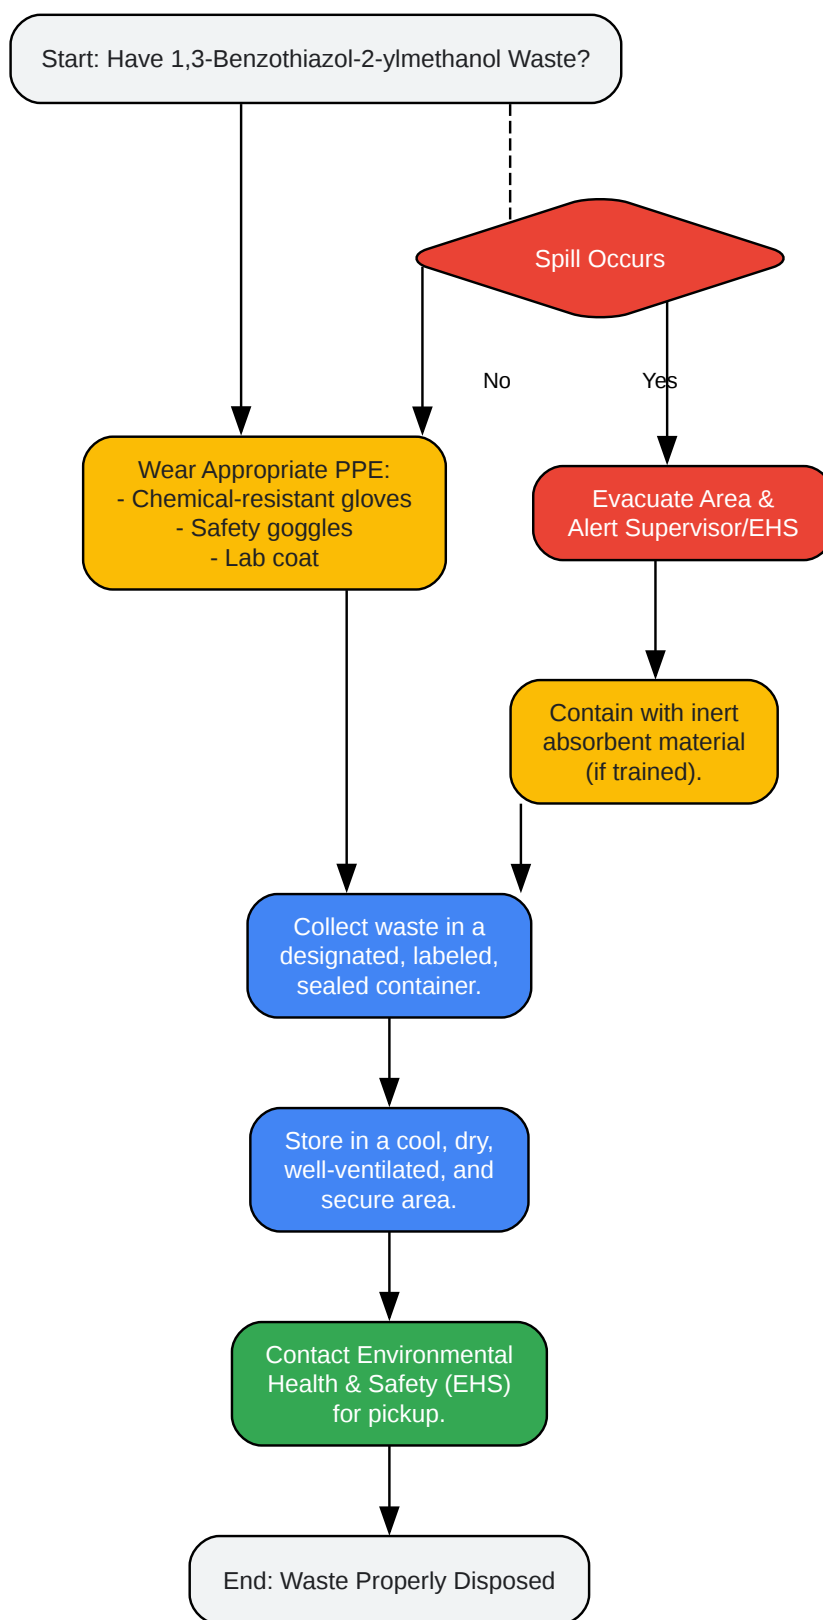 Start: Have 1,3-Benzothiazol-2-ylmethanol Waste?
Spill Occurs
No
Yes
Wear Appropriate PPE:
- Chemical-resistant gloves
- Safety goggles
- Lab coat
Evacuate Area &
Alert Supervisor/EHS
Contain with inert
absorbent material
(if trained).
Collect waste in a
designated, labeled,
sealed container.
Store in a cool, dry,
well-ventilated, and
secure area.
Contact Environmental
Health & Safety (EHS)
for pickup.
End: Waste Properly Disposed